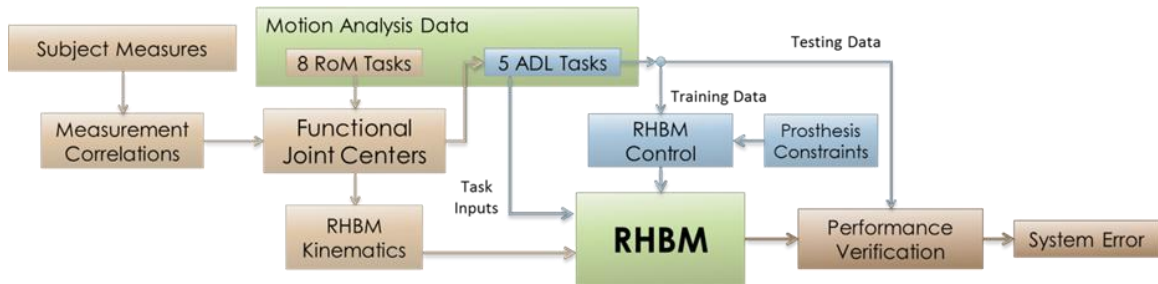 Motion Analysis Data
Subject Measures
8 RoM Tasks
5 ADL Tasks
Testing Data
Training Data
Measurement
Correlations
Functional
Joint Centers
RHBM
Control
Prosthesis
Constraints
Task
Inputs
RHBM
Kinematics
RHBM
Performance
Verification
System Error